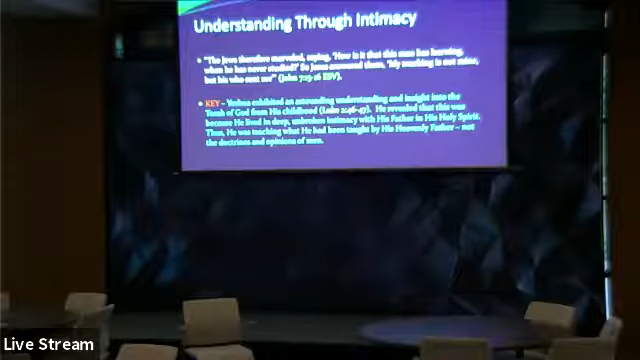 Understanding Through Intimacy
• "The Jews therefore marveled, saying, 'How is it that this man has learning,
when he has never studied?' So Jesus answered them, 'My teaching is not mine,
but his who sent me'" (John 7:15-16 ESV).
• KEY – Yeshua exhibited an astounding understanding and insight into the
Torah of God from His childhood (Luke 2:46-47). He revealed that this was
because He lived in deep, unbroken intimacy with His Father in His Holy Spirit.
Thus, He was teaching what He had been taught by His Heavenly Father – not
the doctrines and opinions of men.
Live Stream